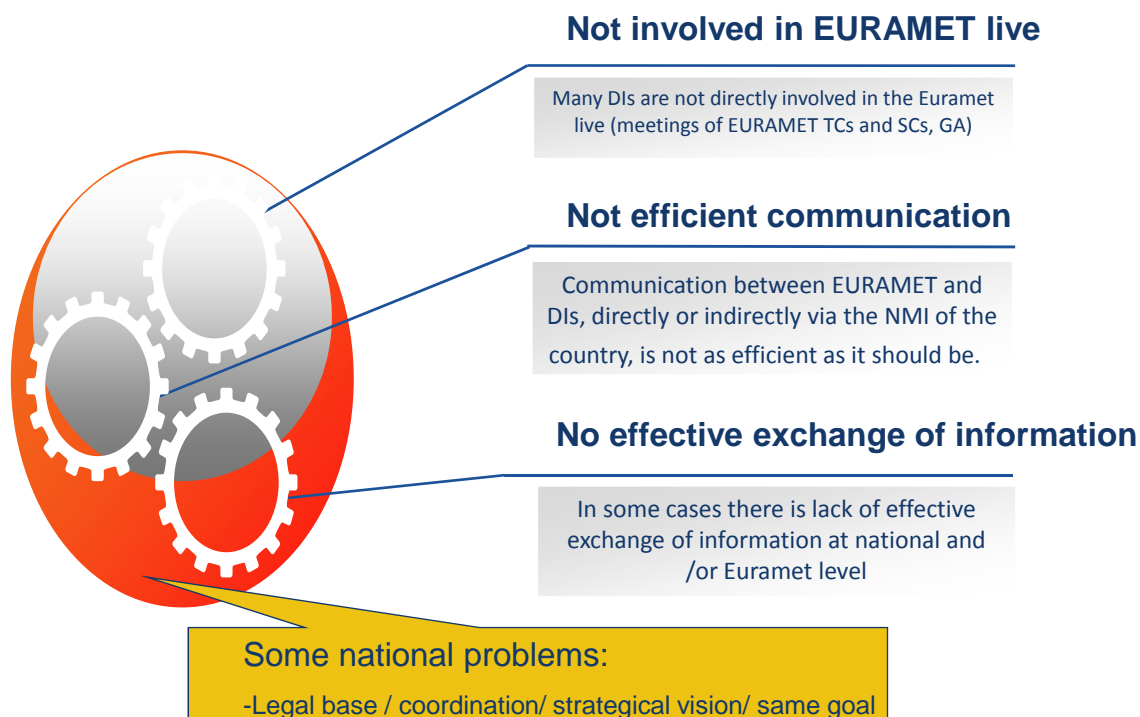 Not involved in EURAMET live
Many DIs are not directly involved in the Euramet
live (meetings of EURAMET TCs and SCs, GA)
Not efficient communication
Communication between EURAMET and
DIs, directly or indirectly via the NMI of the
country, is not as efficient as it should be.
No effective exchange of information
In some cases there is lack of effective
exchange of information at national and
/or Euramet level
Some national problems:
-Legal base / coordination/ strategical vision/ same goal